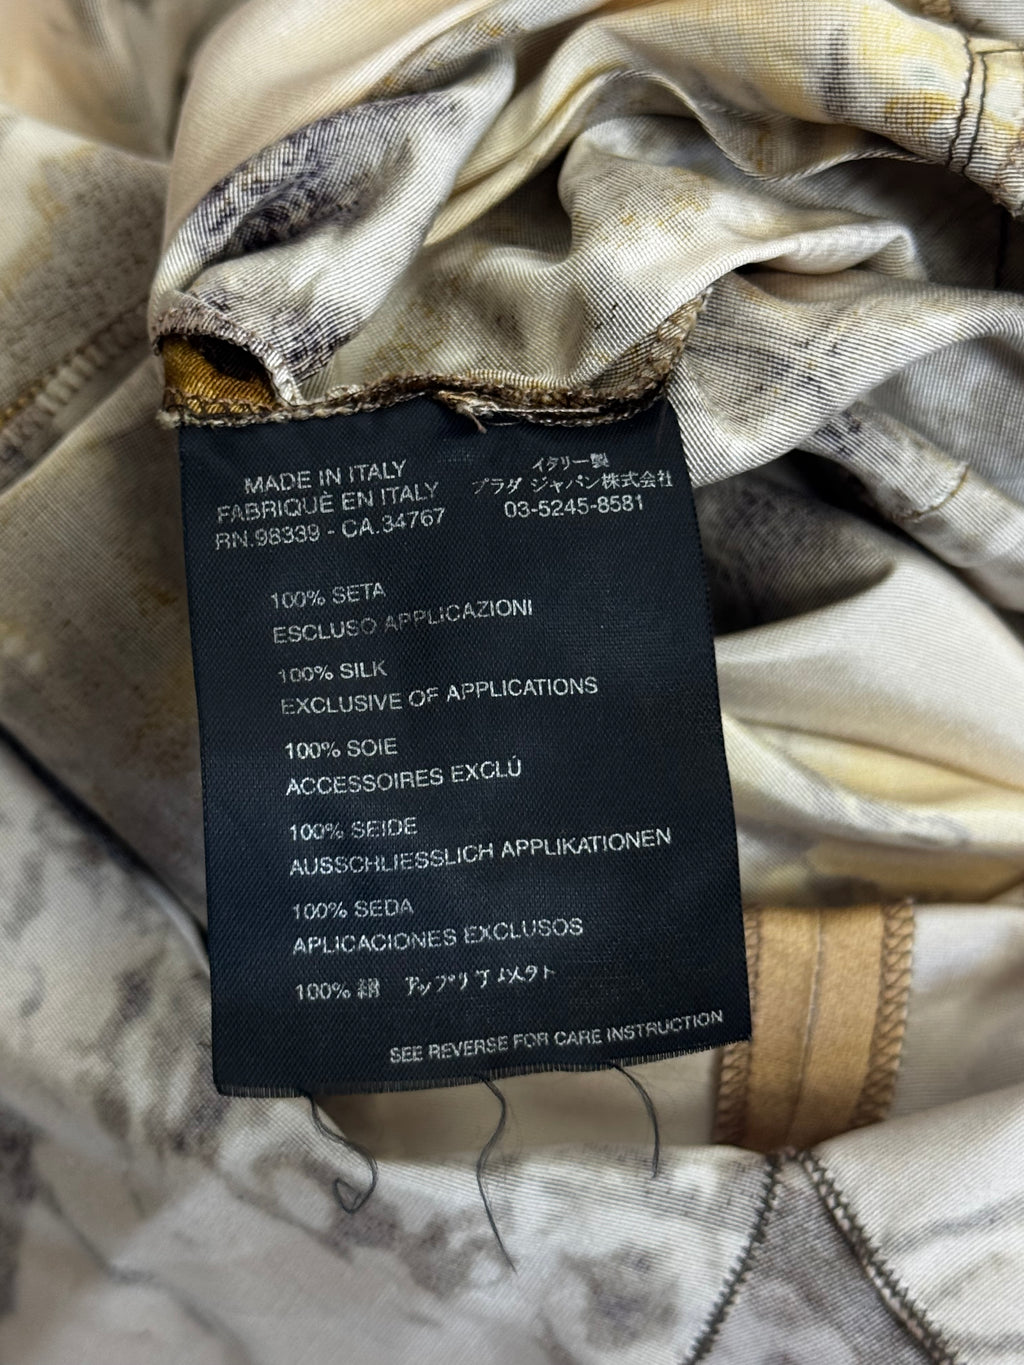 MADE IN ITALY
FABRIQUÈ EN ITALY
RN.98339 - CA.34767
イタリー製
プラダ ジャパン株式会社
03-5245-8581
100% SETA
ESCLUSO APPLICAZIONI
100% SILK
EXCLUSIVE OF APPLICATIONS
100% SOIE
ACCESSOIRES EXCLÚ
100% SEIDE
AUSSCHLIESSLICH APPLIKATIONEN
100% SEDA
APLICACIONES EXCLUSOS
100% 絹
SEE REVERSE FOR CARE INSTRUCTION